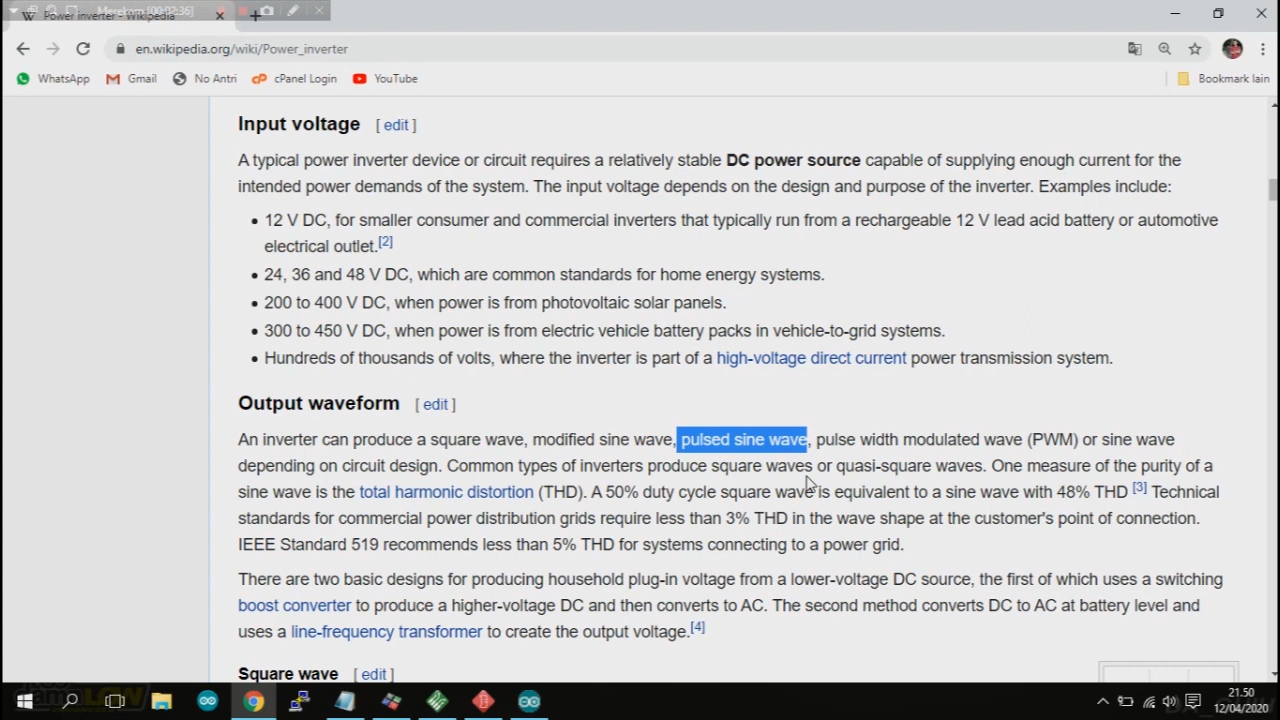 Power inverter - Wikipedia
Merekam [00:02:36]
en.wikipedia.org/wiki/Power_inverter
WhatsApp Gmail No Antri cPanel Login YouTube Bookmark lain
Input voltage [ edit ]
A typical power inverter device or circuit requires a relatively stable DC power source capable of supplying enough current for the
intended power demands of the system. The input voltage depends on the design and purpose of the inverter. Examples include:
• 12 V DC, for smaller consumer and commercial inverters that typically run from a rechargeable 12 V lead acid battery or automotive
electrical outlet.[2]
• 24, 36 and 48 V DC, which are common standards for home energy systems.
• 200 to 400 V DC, when power is from photovoltaic solar panels.
• 300 to 450 V DC, when power is from electric vehicle battery packs in vehicle-to-grid systems.
• Hundreds of thousands of volts, where the inverter is part of a high-voltage direct current power transmission system.
Output waveform [ edit ]
An inverter can produce a square wave, modified sine wave, pulsed sine wave, pulse width modulated wave (PWM) or sine wave
depending on circuit design. Common types of inverters produce square waves or quasi-square waves. One measure of the purity of a
sine wave is the total harmonic distortion (THD). A 50% duty cycle square wave is equivalent to a sine wave with 48% THD [3] Technical
standards for commercial power distribution grids require less than 3% THD in the wave shape at the customer's point of connection.
IEEE Standard 519 recommends less than 5% THD for systems connecting to a power grid.
There are two basic designs for producing household plug-in voltage from a lower-voltage DC source, the first of which uses a switching
boost converter to produce a higher-voltage DC and then converts to AC. The second method converts DC to AC at battery level and
uses a line-frequency transformer to create the output voltage.[4]
Square wave [ edit ]
21.50
12/04/2020